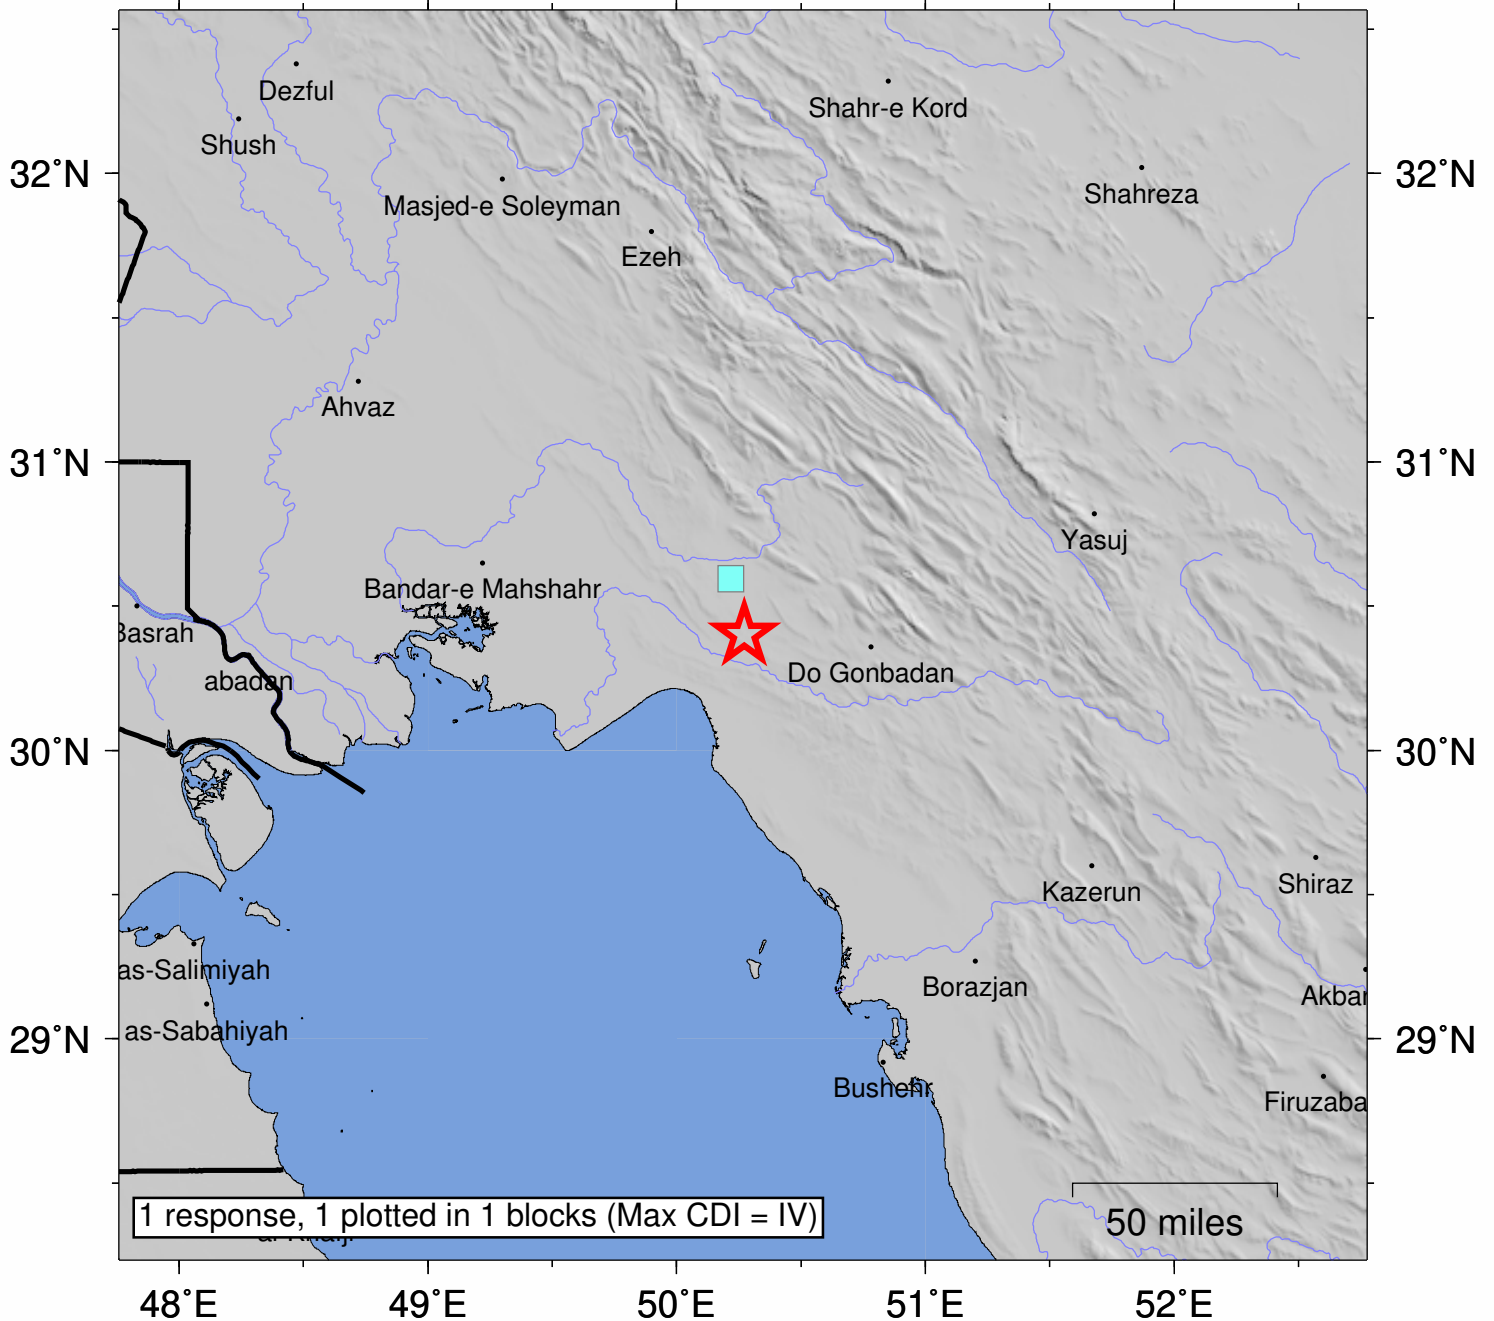 Dezful
Shahr-e Kord
Shush
32˚N
32˚N
Masjed-e Soleyman
Shahreza
Ezeh
Ahvaz
31˚N
31˚N
Yasuj
Bandar-e Mahshahr
Basrah
abadan
Do Gonbadan
30˚N
30˚N
Kazerun
Shiraz
as-Salimiyah
Borazjan
Akbar
as-Sabahiyah
29˚N
29˚N
Bushehr
Firuzaba
1 response, 1 plotted in 1 blocks (Max CDI = IV)
50 miles
48˚E
49˚E
50˚E
51˚E
52˚E